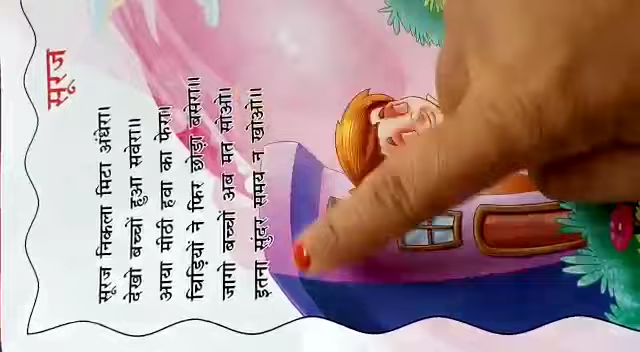 सूरज
सूरज निकला मिटा अंधेरा।
देखो बच्चों हुआ सवेरा॥
आया मीठी हवा का फेरा।
चिड़ियों ने फिर छोड़ा बसेरा॥
जागो बच्चों अब मत सोओ।
इतना सुंदर समय न खोओ॥